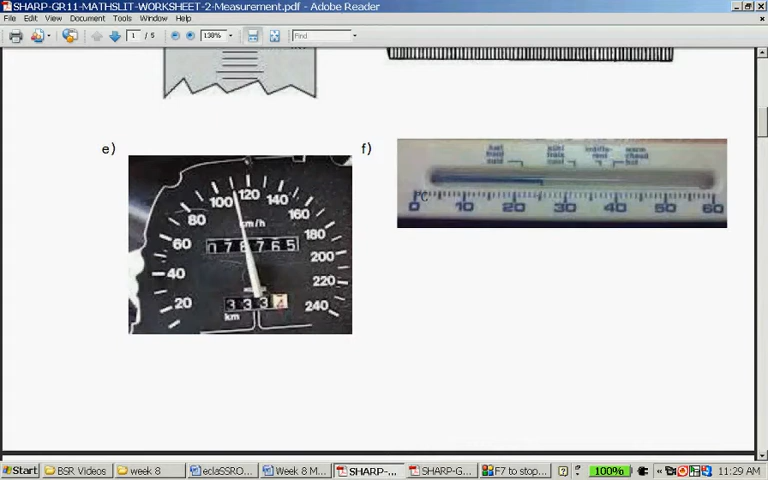 SHARP-GR11-MATHSLIT-WORKSHEET-2-Measurement.pdf - Adobe Reader
File Edit View Document Tools Window Help
1 / 5 138% Find
e) f)
100 120 140
80 160
km/h
60 180
078765
200
40
220
20 333 240
km
°C
0 10 20 30 40 50 60
Start BSR Videos week 8 eclaSSRO... Week 8 M... SHARP-... SHARP-G... F7 to stop... 100% 11:29 AM